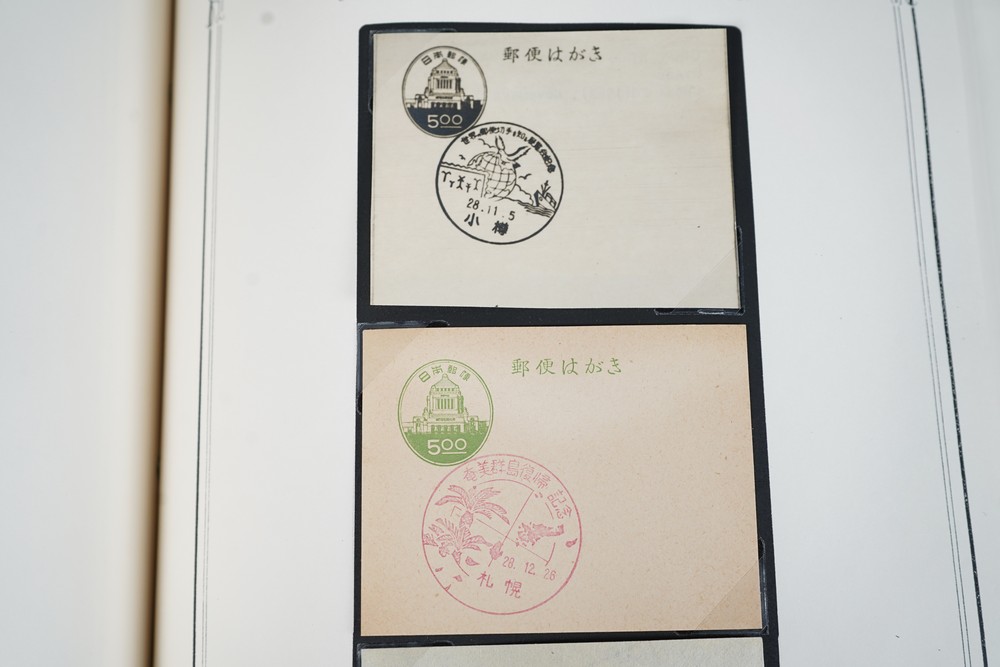 郵便はがき
日本郵便
5.00
28.11.5
小樽
郵便はがき
日本郵便
5.00
奄美群島復帰記念
28.12.26
札幌